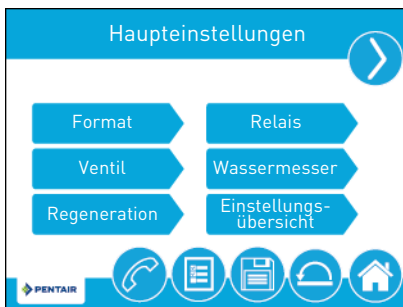 Haupteinstellungen
Format
Relais
Ventil
Wassermesser
Regeneration
Einstellungs-
übersicht
PENTAIR